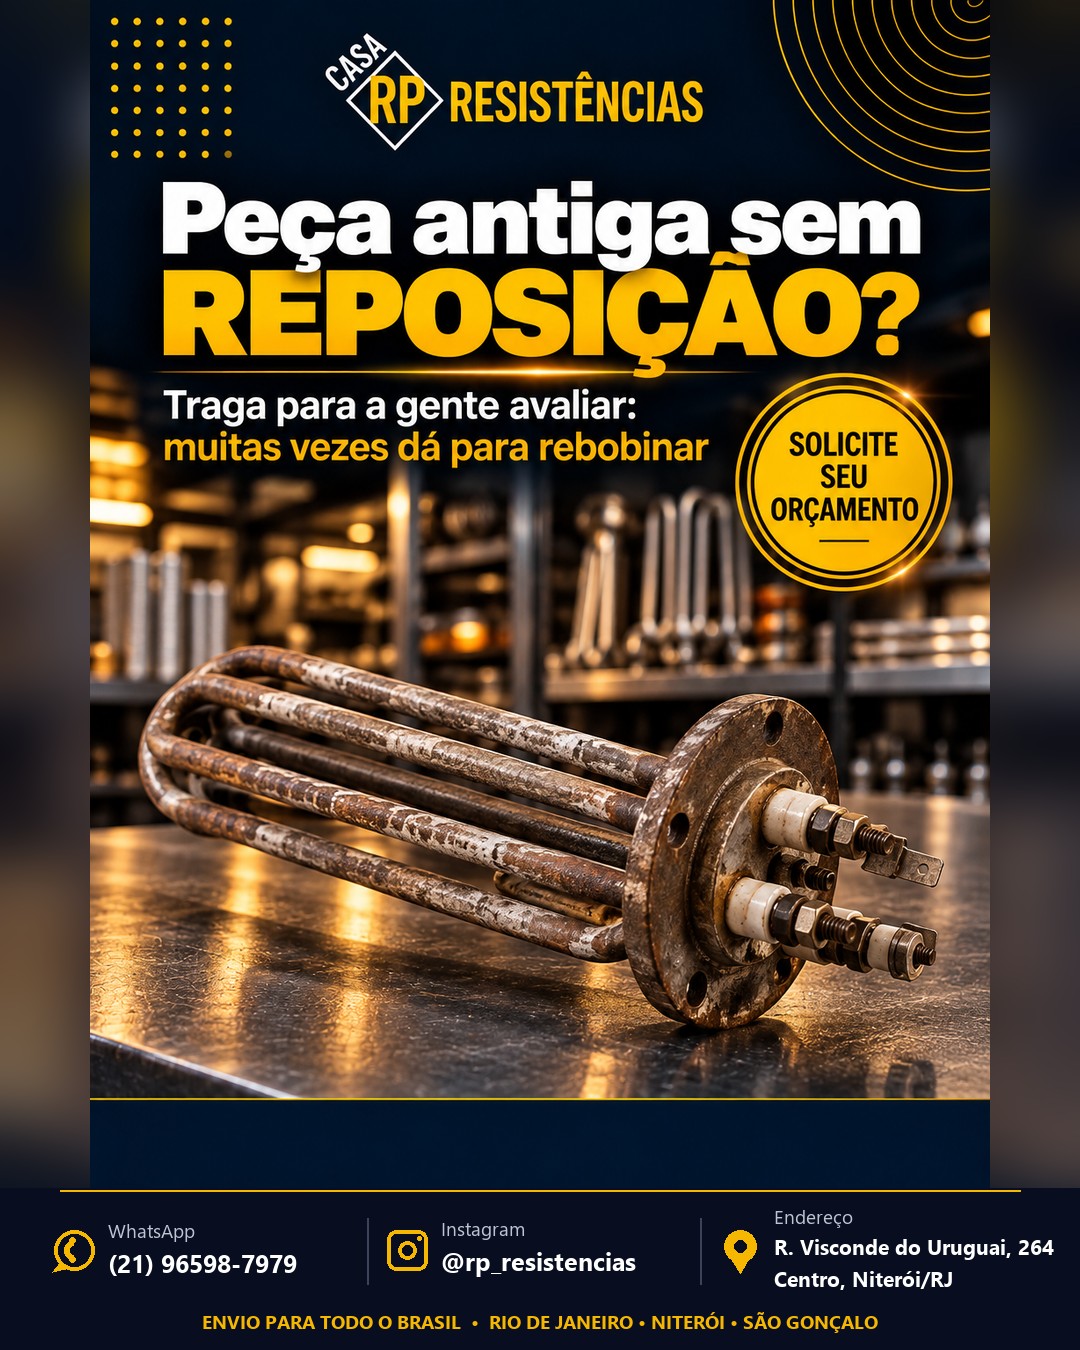 CASA
RP RESISTÊNCIAS
Peça antiga sem
REPOSIÇÃO?
Traga para a gente avaliar:
muitas vezes dá para rebobinar
SOLICITE
SEU
ORÇAMENTO
WhatsApp
(21) 96598-7979
Instagram
@rp_resistencias
Endereço
R. Visconde do Uruguai, 264
Centro, Niterói/RJ
ENVIO PARA TODO O BRASIL • RIO DE JANEIRO • NITERÓI • SÃO GONÇALO